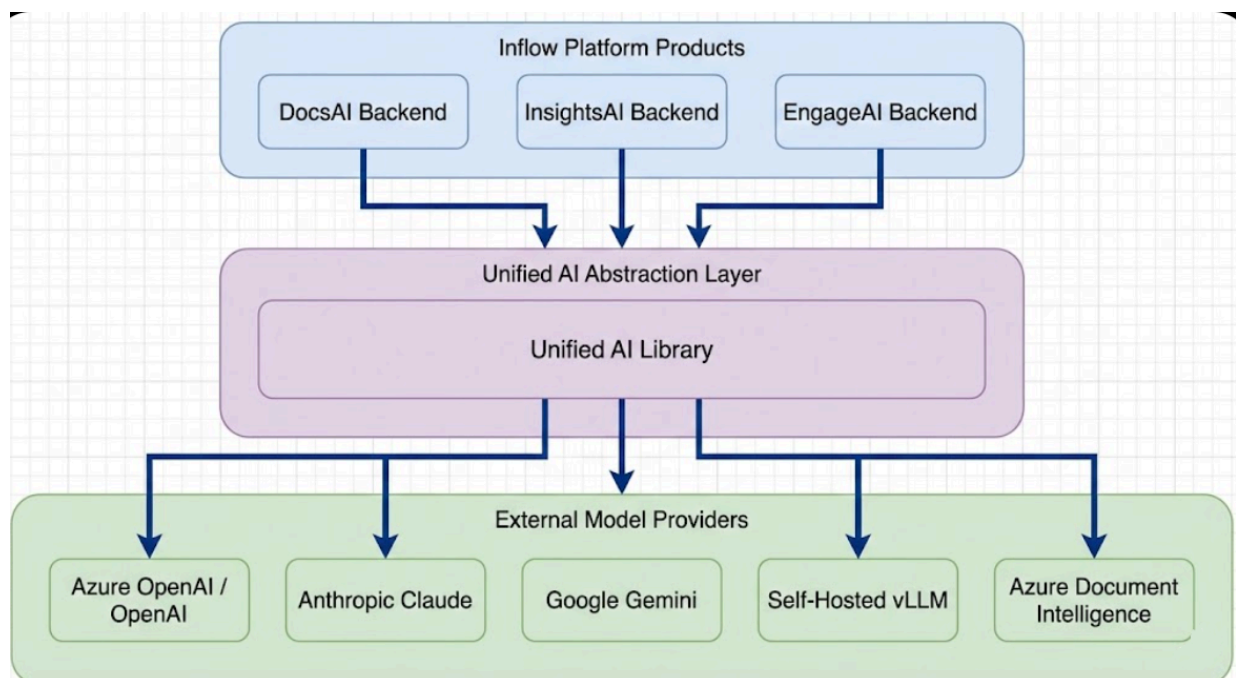 Inflow Platform Products
DocsAI Backend
InsightsAI Backend
EngageAI Backend
Unified AI Abstraction Layer
Unified AI Library
External Model Providers
Azure OpenAI /
OpenAI
Anthropic Claude
Google Gemini
Self-Hosted vLLM
Azure Document
Intelligence